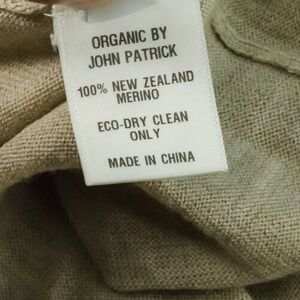 ORGANIC BY
JOHN PATRICK
100% NEW ZEALAND
MERINO
ECO-DRY CLEAN
ONLY
MADE IN CHINA